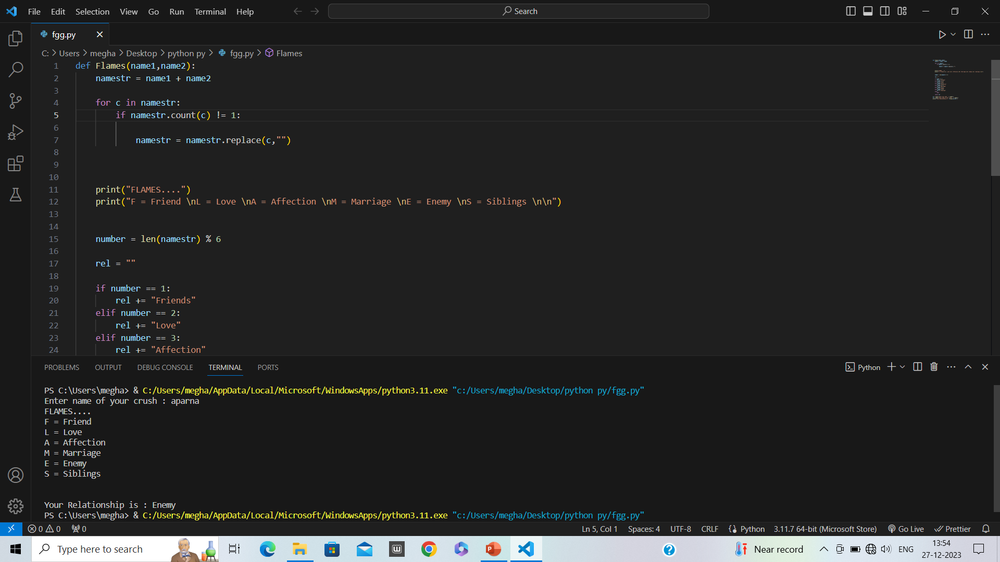 File Edit Selection View Go Run Terminal Help Search
fgg.py
C: > Users > megha > Desktop > python py > fgg.py > Flames
1 def Flames(name1,name2):
2 namestr = name1 + name2
3
4 for c in namestr:
5 if namestr.count(c) != 1:
6
7 namestr = namestr.replace(c,"")
8
9
10
11 print("FLAMES....")
12 print("F = Friend \nL = Love \nA = Affection \nM = Marriage \nE = Enemy \nS = Siblings \n\n")
13
14
15 number = len(namestr) % 6
16
17 rel = ""
18
19 if number == 1:
20 rel += "Friends"
21 elif number == 2:
22 rel += "Love"
23 elif number == 3:
24 rel += "Affection"
PROBLEMS OUTPUT DEBUG CONSOLE TERMINAL PORTS Python
PS C:\Users\megha> & C:/Users/megha/AppData/Local/Microsoft/WindowsApps/python3.11.exe "c:/Users/megha/Desktop/python py/fgg.py"
Enter name of your crush : aparna
FLAMES....
F = Friend
L = Love
A = Affection
M = Marriage
E = Enemy
S = Siblings
Your Relationship is : Enemy
PS C:\Users\megha> & C:/Users/megha/AppData/Local/Microsoft/WindowsApps/python3.11.exe "c:/Users/megha/Desktop/python py/fgg.py"
0 0 0 Ln 5, Col 1 Spaces: 4 UTF-8 CRLF Python 3.11.7 64-bit (Microsoft Store) Go Live Prettier
Type here to search Near record ENG 13:54
27-12-2023